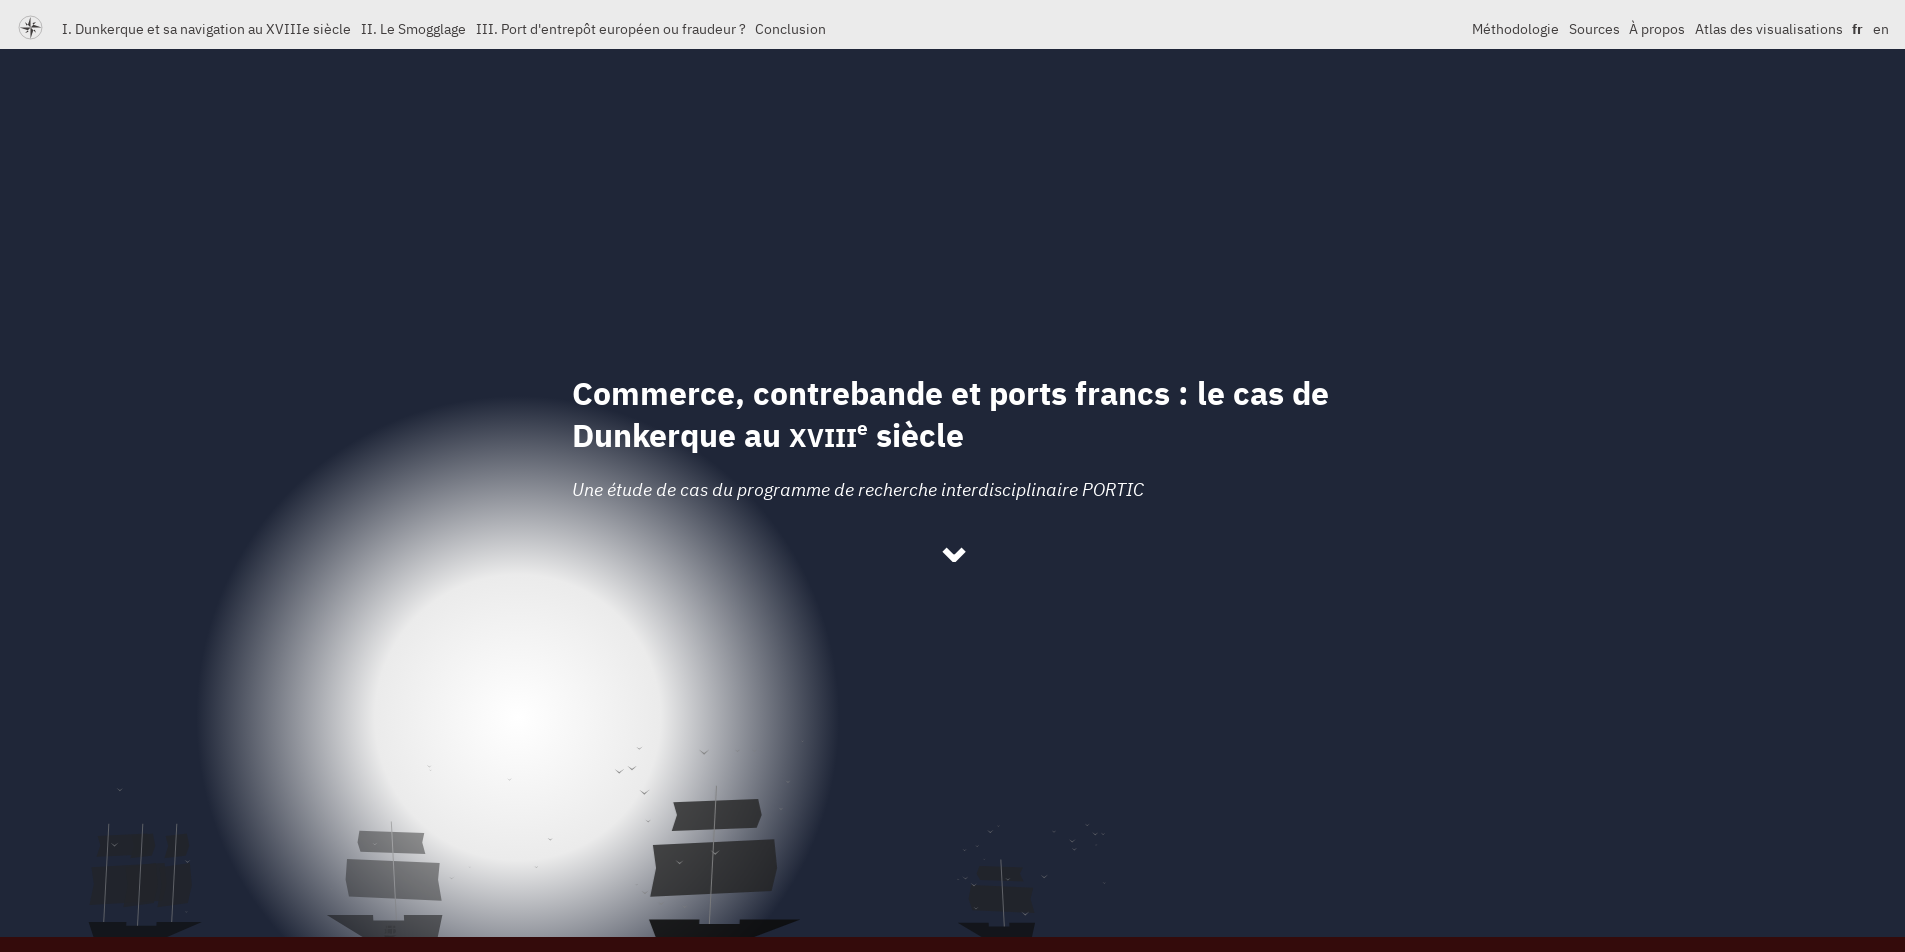 I. Dunkerque et sa navigation au XVIIIe siècle II. Le Smogglage III. Port d'entrepôt européen ou fraudeur ? Conclusion
Méthodologie Sources À propos Atlas des visualisations fr en
Commerce, contrebande et ports francs : le cas de
Dunkerque au XVIIIe siècle
Une étude de cas du programme de recherche interdisciplinaire PORTIC